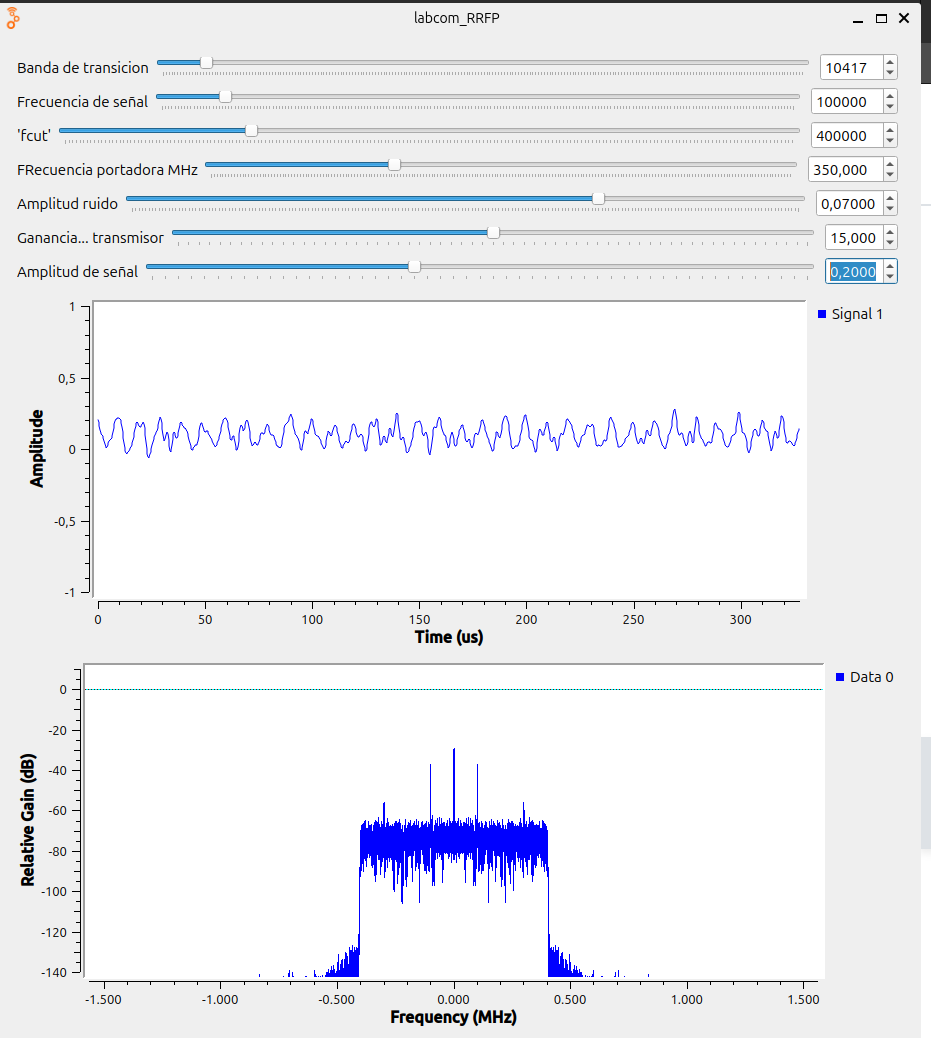 labcom_RRFP
Banda de transicion 10417
Frecuencia de señal 100000
'fcut' 400000
FRecuencia portadora MHz 350,000
Amplitud ruido 0,07000
Ganancia... transmisor 15,000
Amplitud de señal 0,2000
Signal 1
1
0,5
0
-0,5
-1
Amplitude
0 50 100 150 200 250 300
Time (us)
Data 0
0
-20
-40
-60
-80
-100
-120
-140
Relative Gain (dB)
-1.500 -1.000 -0.500 0.000 0.500 1.000 1.500
Frequency (MHz)